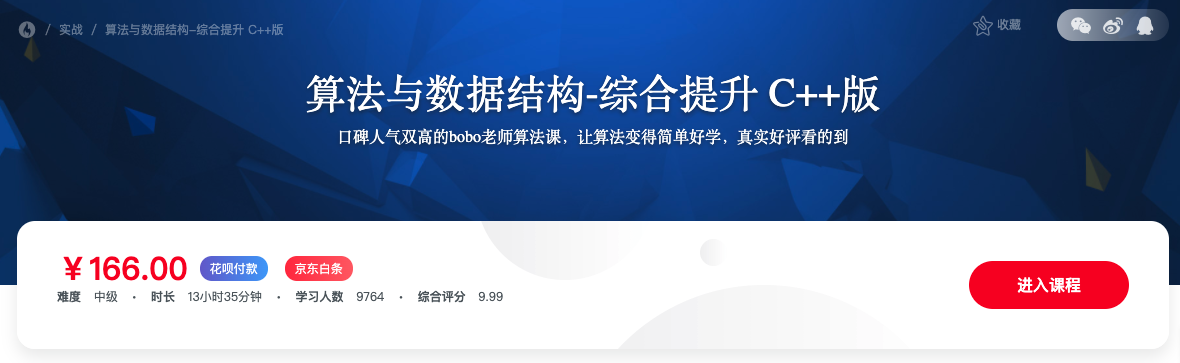 / 实战 / 算法与数据结构-综合提升 C++版
收藏
算法与数据结构-综合提升 C++版
口碑人气双高的bobo老师算法课，让算法变得简单好学，真实好评看的到
￥166.00 花呗付款 京东白条
难度 中级 · 时长 13小时35分钟 · 学习人数 9764 · 综合评分 9.99
进入课程